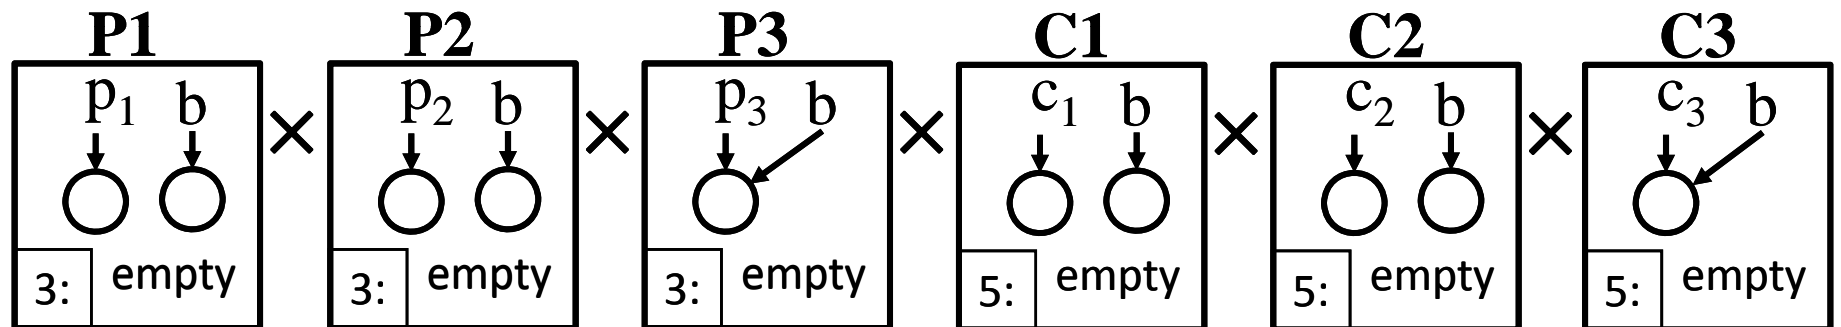 P1 P2 P3 C1 C2 C3
p₁ b p₂ b p₃ b c₁ b c₂ b c₃ b
× × × × ×
3: empty 3: empty 3: empty 5: empty 5: empty 5: empty